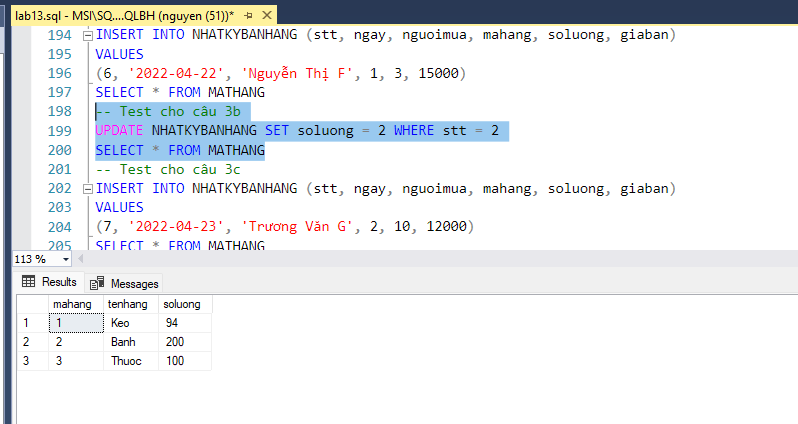 lab13.sql - MSI\SQ....QLBH (nguyen (51))*
194 INSERT INTO NHATKYBANHANG (stt, ngay, nguoimua, mahang, soluong, giaban)
195 VALUES
196 (6, '2022-04-22', 'Nguyễn Thị F', 1, 3, 15000)
197 SELECT * FROM MATHANG
198 -- Test cho câu 3b
199 UPDATE NHATKYBANHANG SET soluong = 2 WHERE stt = 2
200 SELECT * FROM MATHANG
201 -- Test cho câu 3c
202 INSERT INTO NHATKYBANHANG (stt, ngay, nguoimua, mahang, soluong, giaban)
203 VALUES
204 (7, '2022-04-23', 'Trương Văn G', 2, 10, 12000)
205 SELECT * FROM MATHANG
113 %
Results Messages
mahang tenhang soluong
1 1 Keo 94
2 2 Banh 200
3 3 Thuoc 100